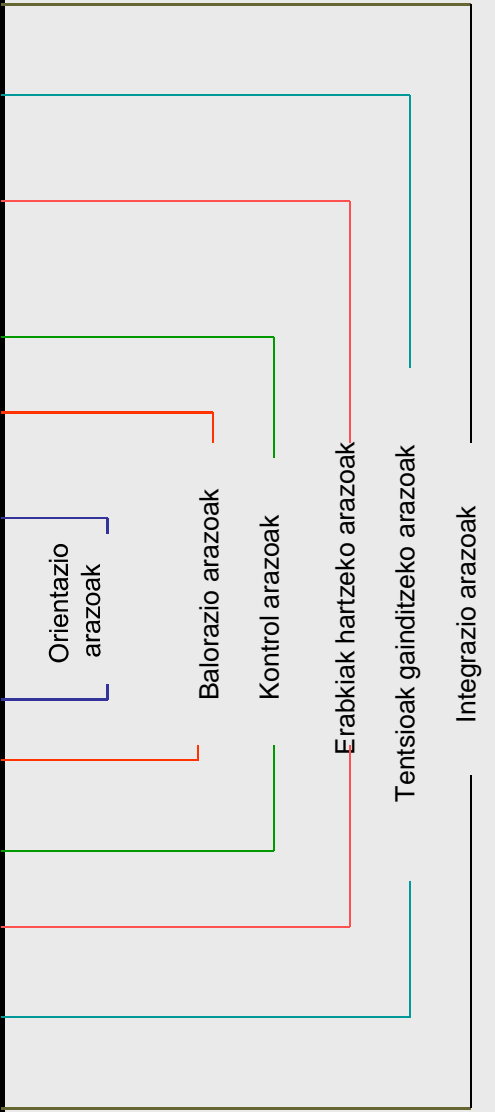 Orientazio
arazoak
Balorazio arazoak
Kontrol arazoak
Erabkiak hartzeko arazoak
Tentsioak gainditzeko arazoak
Integrazio arazoak